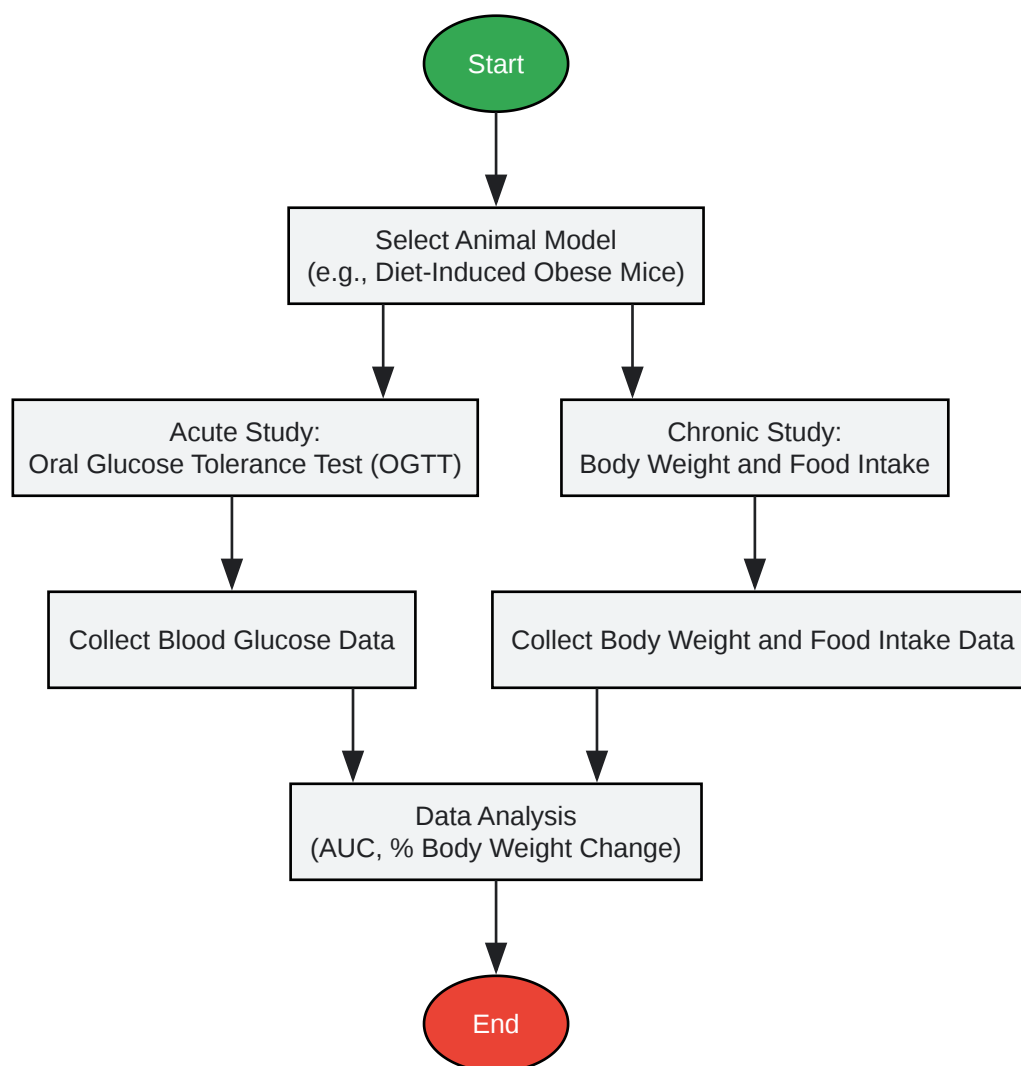 Start
Select Animal Model
(e.g., Diet-Induced Obese Mice)
Acute Study:
Oral Glucose Tolerance Test (OGTT)
Chronic Study:
Body Weight and Food Intake
Collect Blood Glucose Data
Collect Body Weight and Food Intake Data
Data Analysis
(AUC, % Body Weight Change)
End